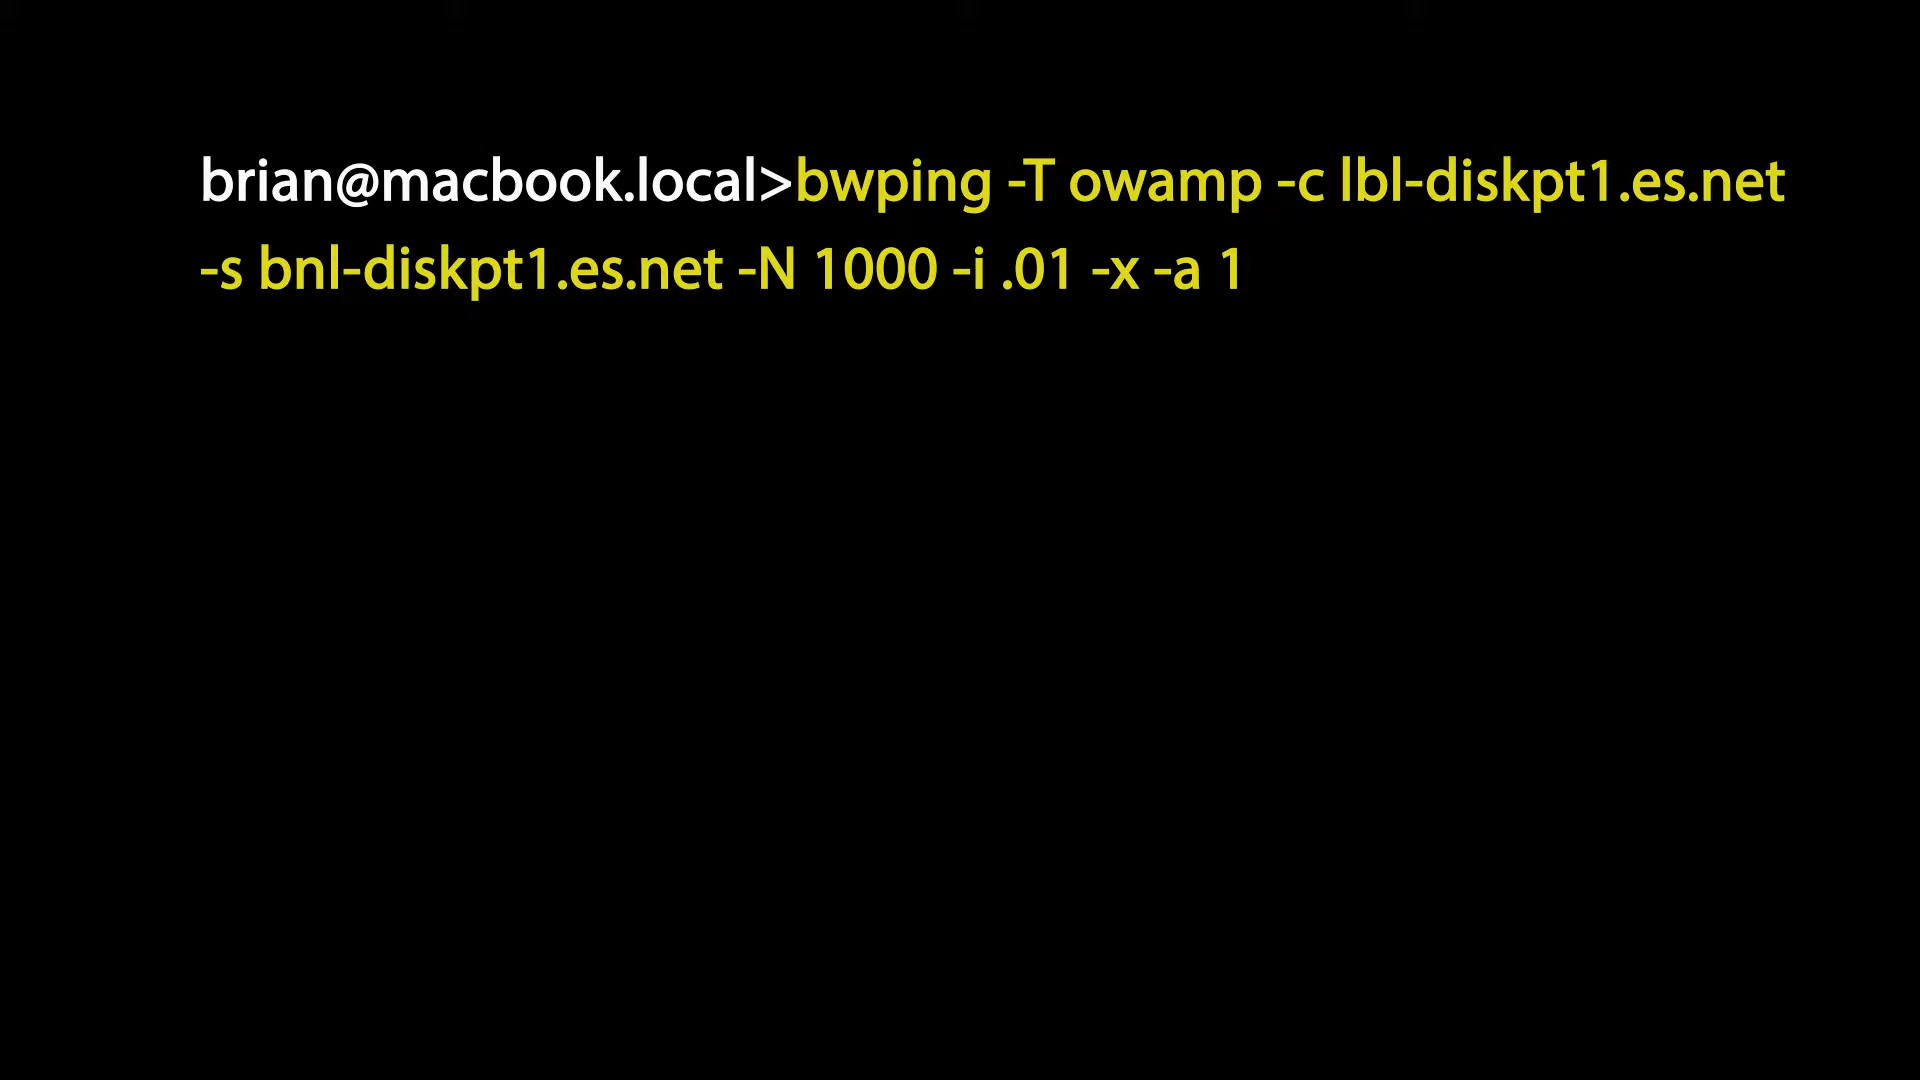 brian@macbook.local>bwping -T owamp -c lbl-diskpt1.es.net
-s bnl-diskpt1.es.net -N 1000 -i .01 -x -a 1